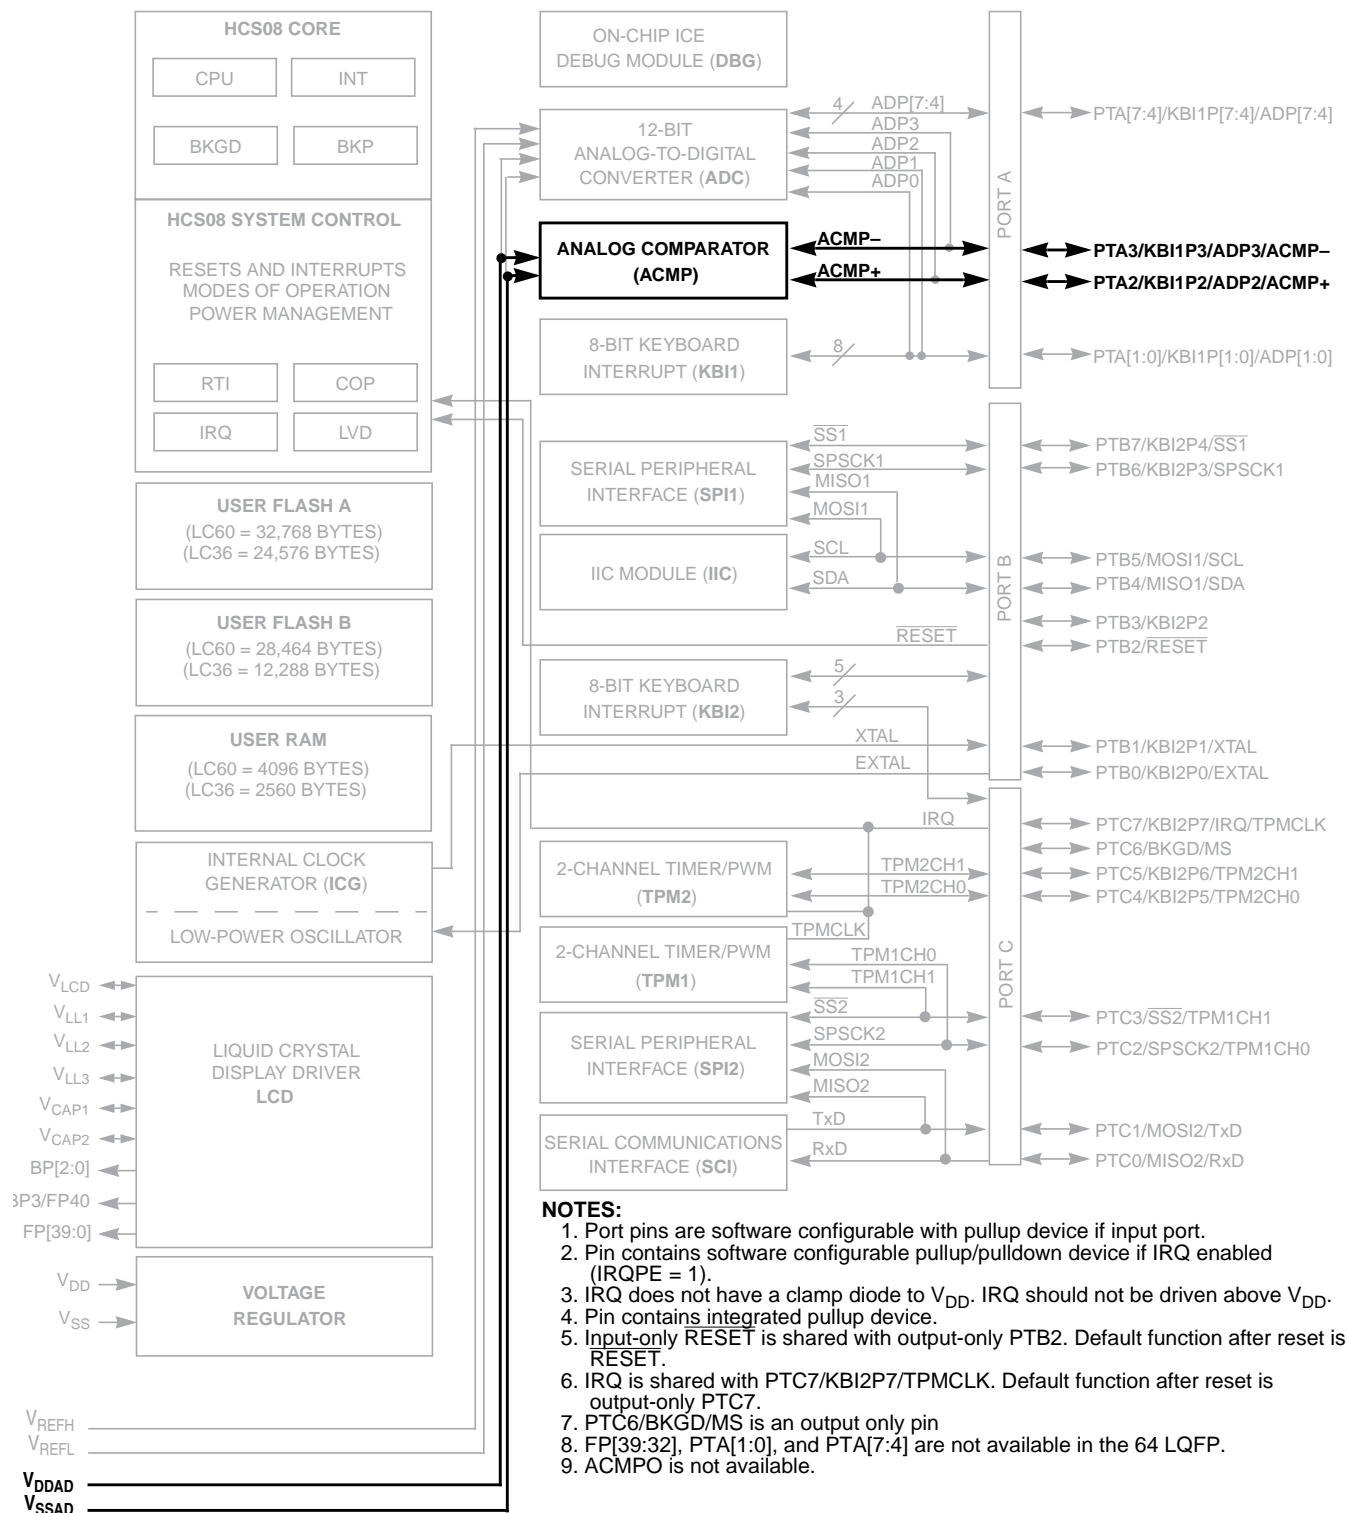 HCS08 CORE
CPU
INT
BKGD
BKP
HCS08 SYSTEM CONTROL
RESETS AND INTERRUPTS
MODES OF OPERATION
POWER MANAGEMENT
RTI
COP
IRQ
LVD
USER FLASH A
(LC60 = 32,768 BYTES)
(LC36 = 24,576 BYTES)
USER FLASH B
(LC60 = 28,464 BYTES)
(LC36 = 12,288 BYTES)
USER RAM
(LC60 = 4096 BYTES)
(LC36 = 2560 BYTES)
INTERNAL CLOCK
GENERATOR (ICG)
LOW-POWER OSCILLATOR
VLCD
VLL1
VLL2
VLL3
VCAP1
VCAP2
BP[2:0]
BP3/FP40
FP[39:0]
LIQUID CRYSTAL
DISPLAY DRIVER
LCD
VDD
VSS
VOLTAGE
REGULATOR
VREFH
VREFL
VDDAD
VSSAD
ON-CHIP ICE
DEBUG MODULE (DBG)
12-BIT
ANALOG-TO-DIGITAL
CONVERTER (ADC)
4
ADP[7:4]
ADP3
ADP2
ADP1
ADP0
ANALOG COMPARATOR
(ACMP)
ACMP–
ACMP+
8-BIT KEYBOARD
INTERRUPT (KBI1)
8
SERIAL PERIPHERAL
INTERFACE (SPI1)
SS1
SPSCK1
MISO1
MOSI1
IIC MODULE (IIC)
SCL
SDA
RESET
8-BIT KEYBOARD
INTERRUPT (KBI2)
5
3
XTAL
EXTAL
IRQ
2-CHANNEL TIMER/PWM
(TPM2)
TPM2CH1
TPM2CH0
TPMCLK
2-CHANNEL TIMER/PWM
(TPM1)
TPM1CH0
TPM1CH1
SERIAL PERIPHERAL
INTERFACE (SPI2)
SS2
SPSCK2
MOSI2
MISO2
SERIAL COMMUNICATIONS
INTERFACE (SCI)
TxD
RxD
PORT A
PORT B
PORT C
PTA[7:4]/KBI1P[7:4]/ADP[7:4]
PTA3/KBI1P3/ADP3/ACMP–
PTA2/KBI1P2/ADP2/ACMP+
PTA[1:0]/KBI1P[1:0]/ADP[1:0]
PTB7/KBI2P4/SS1
PTB6/KBI2P3/SPSCK1
PTB5/MOSI1/SCL
PTB4/MISO1/SDA
PTB3/KBI2P2
PTB2/RESET
PTB1/KBI2P1/XTAL
PTB0/KBI2P0/EXTAL
PTC7/KBI2P7/IRQ/TPMCLK
PTC6/BKGD/MS
PTC5/KBI2P6/TPM2CH1
PTC4/KBI2P5/TPM2CH0
PTC3/SS2/TPM1CH1
PTC2/SPSCK2/TPM1CH0
PTC1/MOSI2/TxD
PTC0/MISO2/RxD
NOTES:
1. Port pins are software configurable with pullup device if input port.
2. Pin contains software configurable pullup/pulldown device if IRQ enabled
(IRQPE = 1).
3. IRQ does not have a clamp diode to VDD. IRQ should not be driven above VDD.
4. Pin contains integrated pullup device.
5. Input-only RESET is shared with output-only PTB2. Default function after reset is
RESET.
6. IRQ is shared with PTC7/KBI2P7/TPMCLK. Default function after reset is
output-only PTC7.
7. PTC6/BKGD/MS is an output only pin
8. FP[39:32], PTA[1:0], and PTA[7:4] are not available in the 64 LQFP.
9. ACMPO is not available.